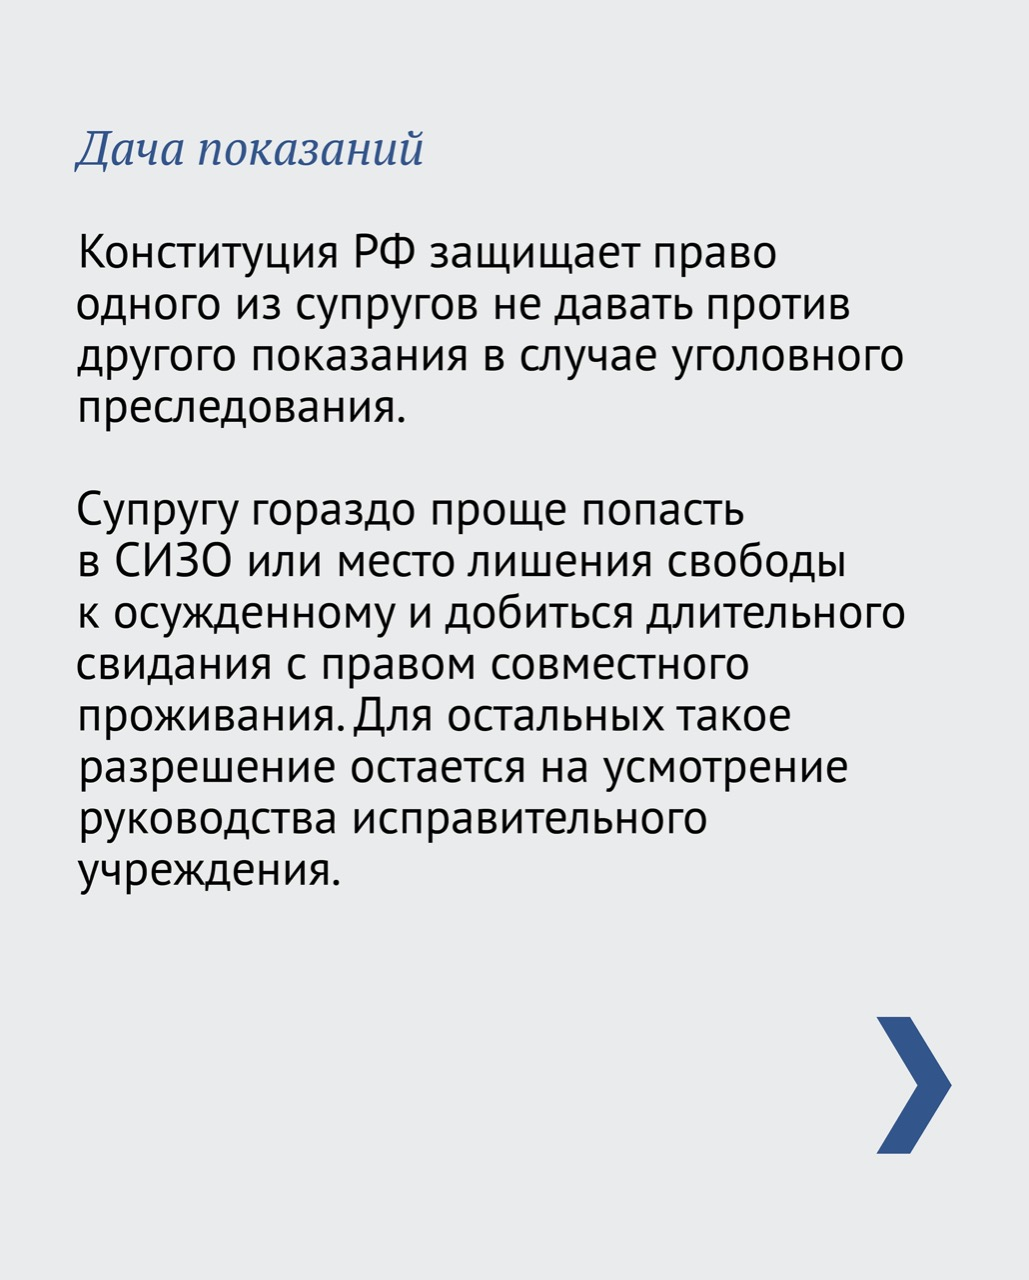 Дача показаний
Конституция РФ защищает право
одного из супругов не давать против
другого показания в случае уголовного
преследования.
Супругу гораздо проще попасть
в СИЗО или место лишения свободы
к осужденному и добиться длительного
свидания с правом совместного
проживания. Для остальных такое
разрешение остается на усмотрение
руководства исправительного
учреждения.